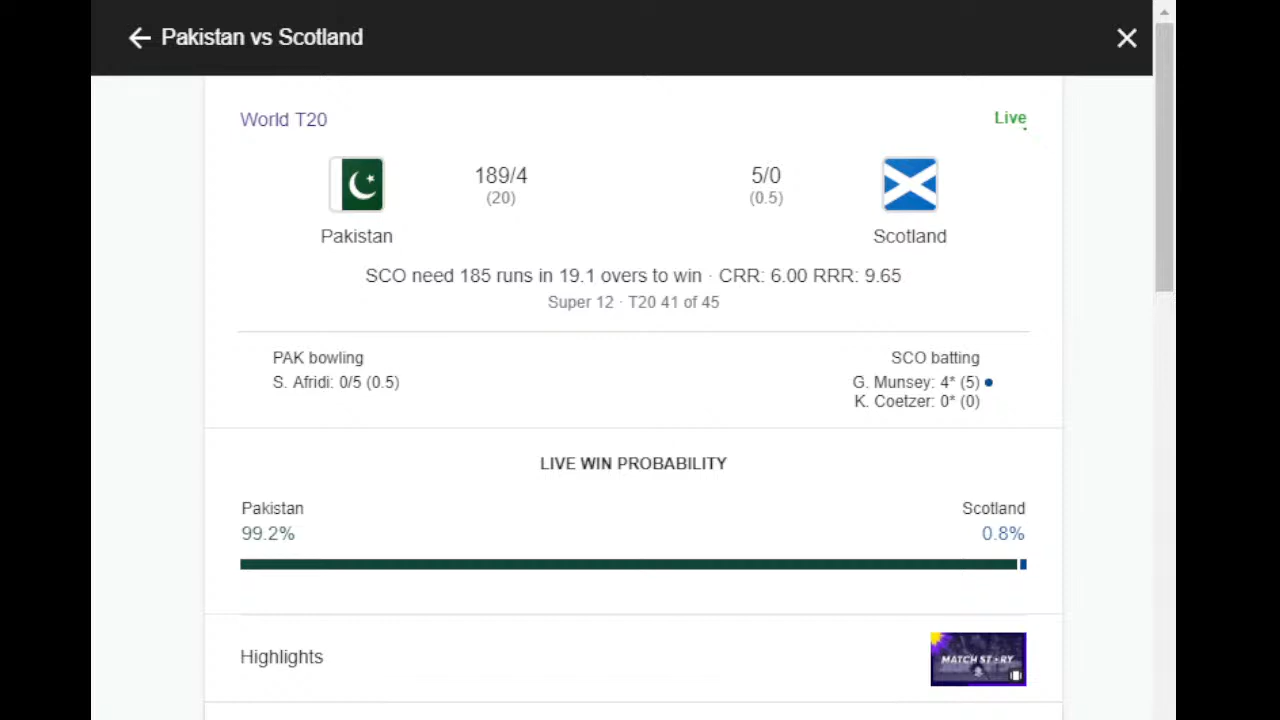 Pakistan vs Scotland
World T20
Live
189/4
(20)
5/0
(0.5)
Pakistan
Scotland
SCO need 185 runs in 19.1 overs to win · CRR: 6.00 RRR: 9.65
Super 12 · T20 41 of 45
PAK bowling
S. Afridi: 0/5 (0.5)
SCO batting
G. Munsey: 4* (5)
K. Coetzer: 0* (0)
LIVE WIN PROBABILITY
Pakistan
Scotland
99.2%
0.8%
Highlights
MATCH STORY